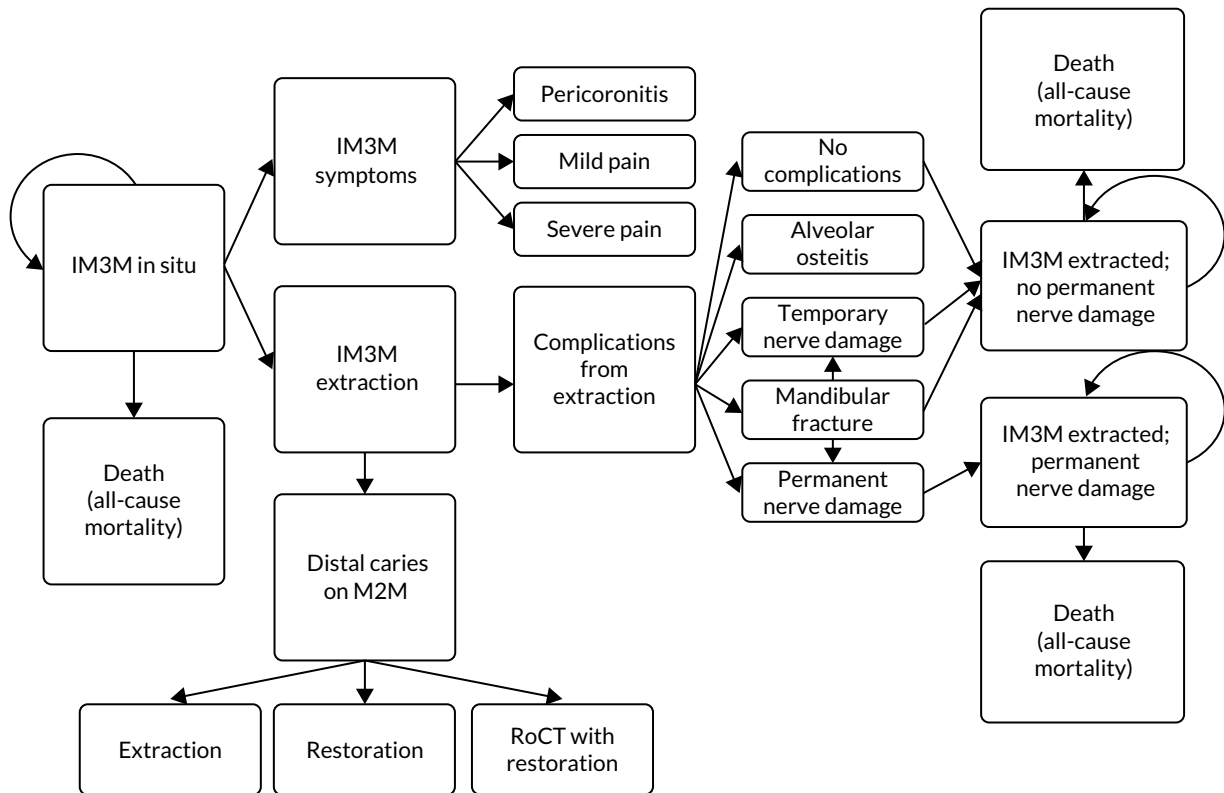 IM3M in situ
Death
(all-cause
mortality)
IM3M
symptoms
Pericoronitis
Mild pain
Severe pain
IM3M
extraction
Distal caries
on M2M
Extraction
Restoration
RoCT with
restoration
Complications
from
extraction
No
complications
Alveolar
osteitis
Temporary
nerve damage
Mandibular
fracture
Permanent
nerve damage
Death
(all-cause
mortality)
IM3M extracted;
no permanent
nerve damage
IM3M extracted;
permanent
nerve damage
Death
(all-cause
mortality)